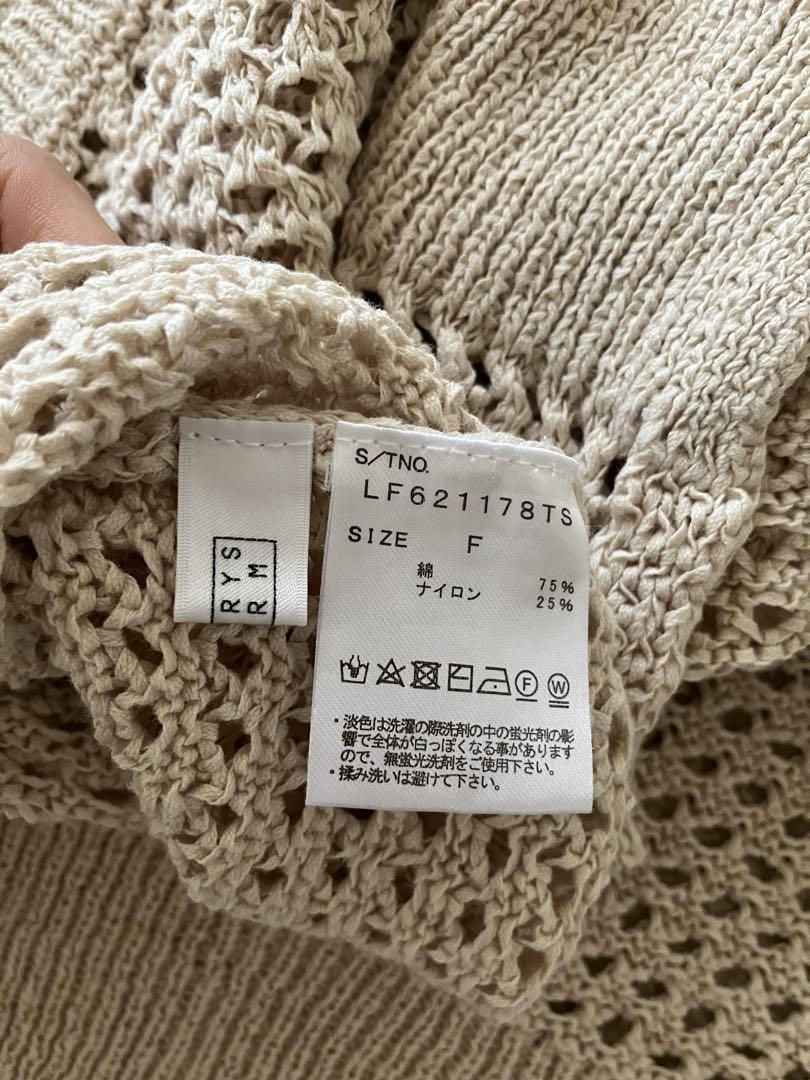 RYS
RM
S/TNO.
LF621178TS
SIZE F
綿 75%
ナイロン 25%
F W
・淡色は洗濯の際洗剤の中の蛍光剤の影
響で全体が白っぽくなる事があります
ので、無蛍光洗剤をご使用下さい。
・揉み洗いは避けて下さい。